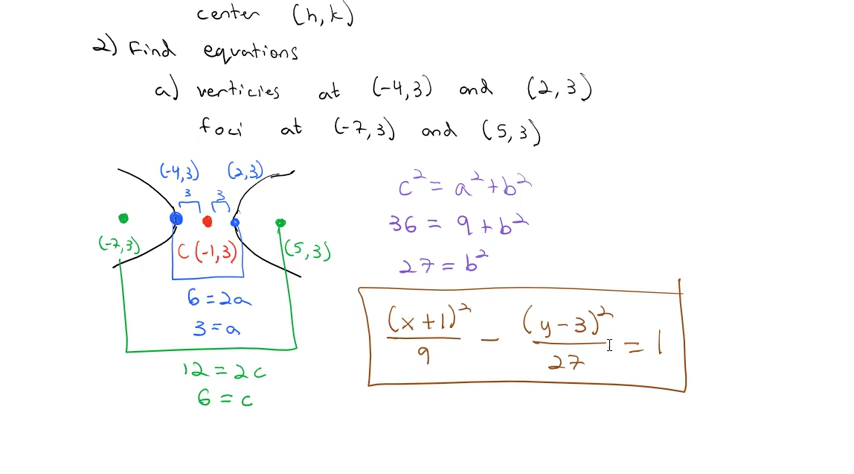 center (h,k)
2) Find equations
a) verticies at (-4,3) and (2,3)
foci at (-7,3) and (5,3)
(-4,3) (2,3)
3 3
(-7,3) C (-1,3) (5,3)
6 = 2a
3 = a
12 = 2c
6 = c
c² = a² + b²
36 = 9 + b²
27 = b²
(x+1)²/9 - (y-3)²/27 = 1